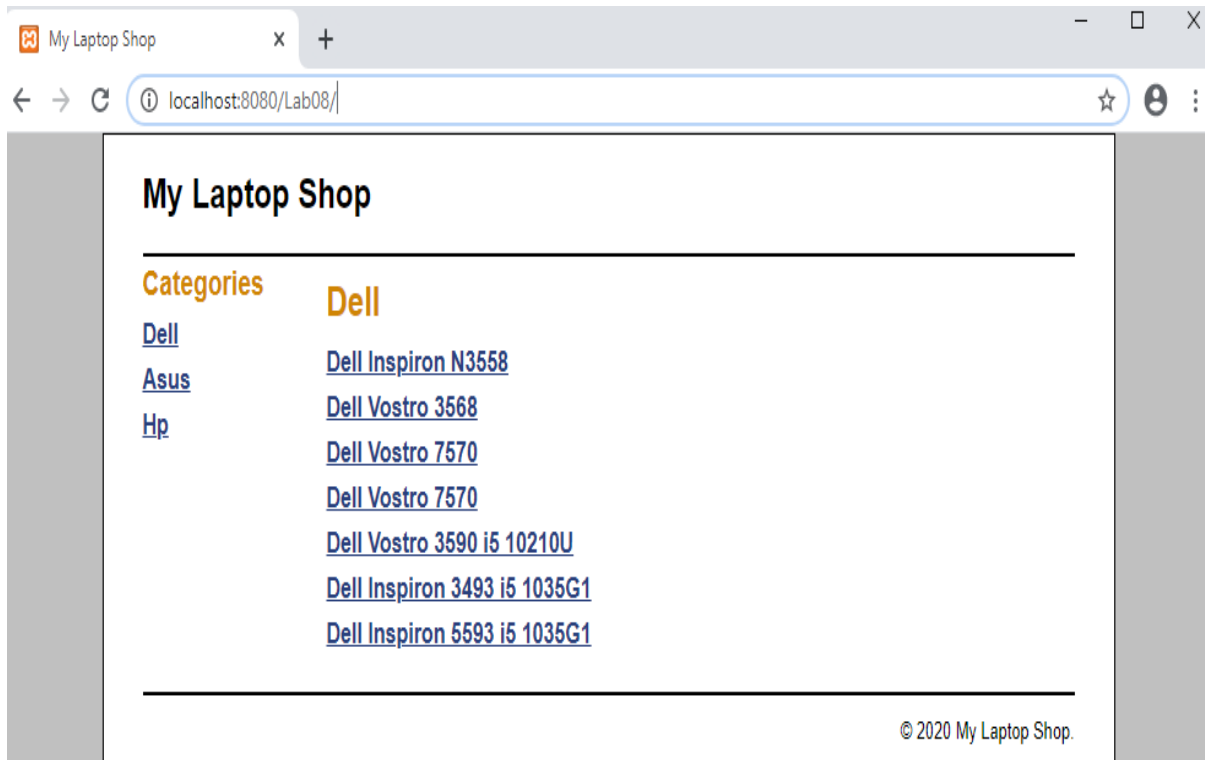 My Laptop Shop
localhost:8080/Lab08/
My Laptop Shop
Categories
Dell
Asus
Hp
Dell
Dell Inspiron N3558
Dell Vostro 3568
Dell Vostro 7570
Dell Vostro 7570
Dell Vostro 3590 i5 10210U
Dell Inspiron 3493 i5 1035G1
Dell Inspiron 5593 i5 1035G1
© 2020 My Laptop Shop.